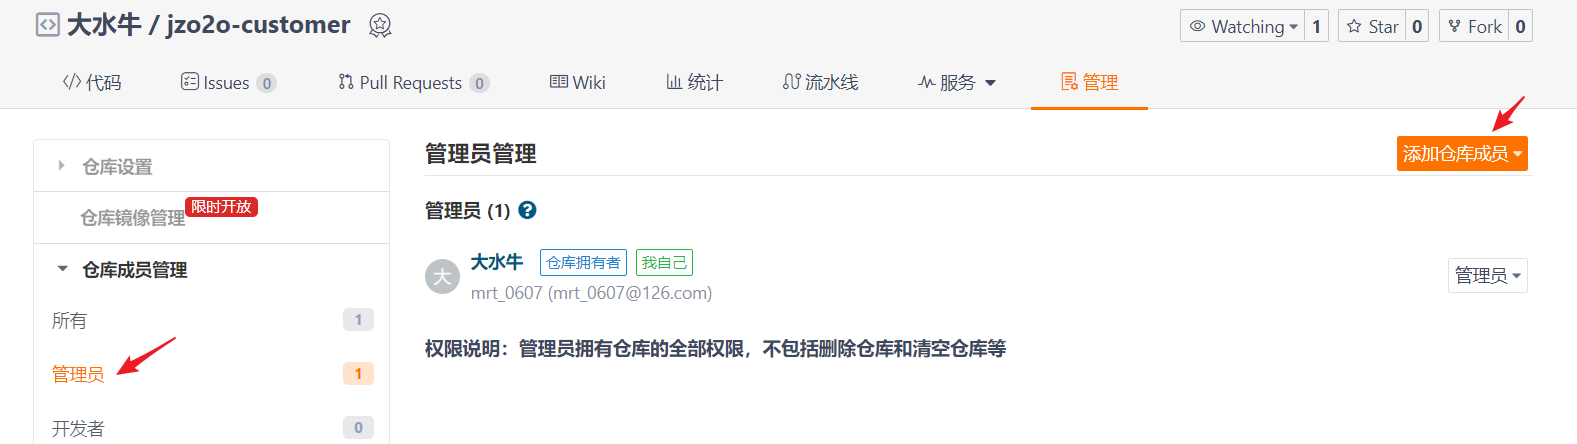 大水牛 / jzo2o-customer
Watching 1 Star 0 Fork 0
代码 Issues 0 Pull Requests 0 Wiki 统计 流水线 服务 管理
仓库设置
仓库镜像管理 限时开放
仓库成员管理
所有 1
管理员 1
开发者 0
管理员管理 添加仓库成员
管理员 (1) ?
大 大水牛 仓库拥有者 我自己
mrt_0607 (mrt_0607@126.com)
管理员
权限说明：管理员拥有仓库的全部权限，不包括删除仓库和清空仓库等